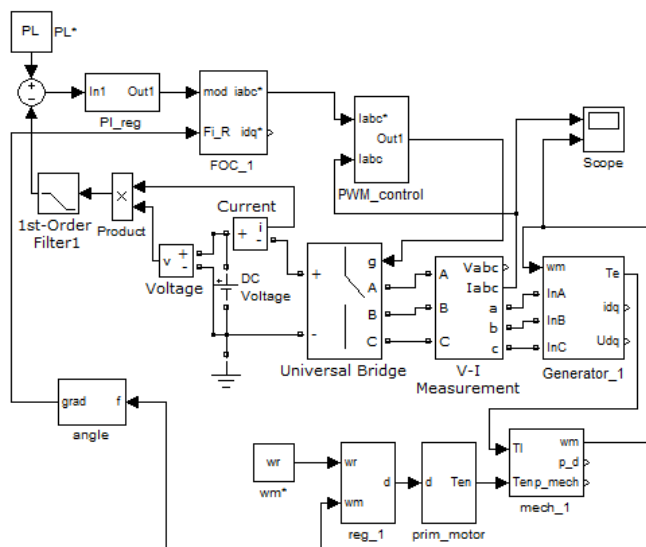 PL PL*
+
−
In1 Out1
PI_reg
mod iabc*
Fi_R idq*
FOC_1
Iabc*
Out1
Iabc
PWM_control
Scope
1st-Order
Filter1
×
Product
Current
+ i
-
v +
-
Voltage
+
DC
Voltage
+ g
A
B
- C
Universal Bridge
Vabc
A Iabc
a
B b
C c
V-I
Measurement
wm Te
InA idq
InB
Udq
InC
Generator_1
grad f
angle
wr
wm*
wr
d
wm
reg_1
d Ten
prim_motor
Tl wm
p_d
Ten p_mech
mech_1